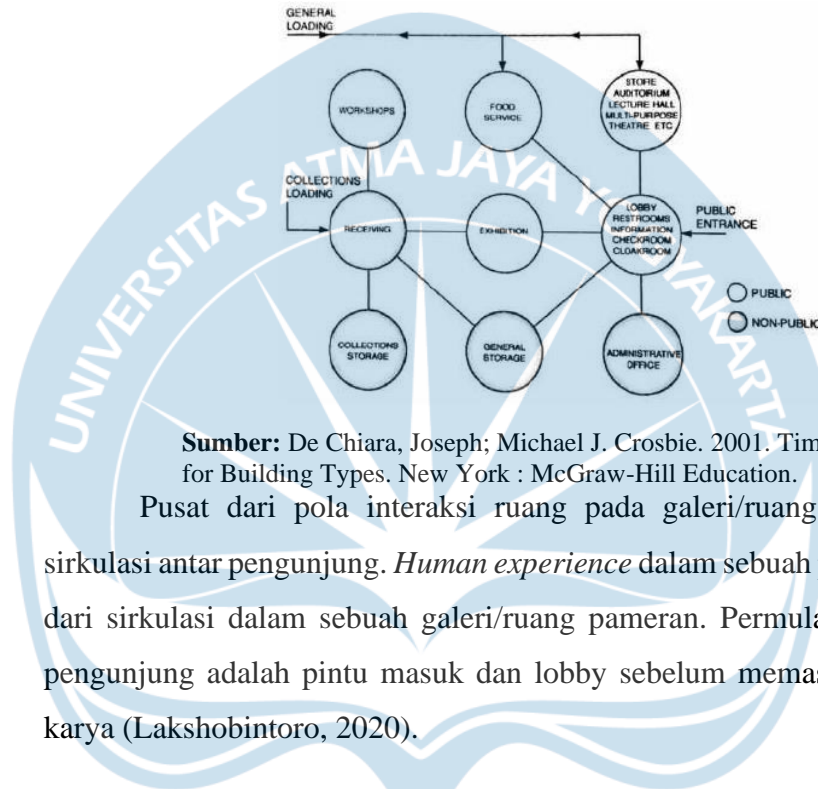 GENERAL
LOADING
WORKSHOPS
FOOD
SERVICE
STORE
AUDITORIUM
LECTURE HALL
MULTI-PURPOSE
THEATRE ETC
COLLECTIONS
LOADING
RECEIVING
EXHIBITION
LOBBY
RESTROOMS
INFORMATION
CHECKROOM
CLOAKROOM
PUBLIC
ENTRANCE
PUBLIC
NON-PUBLIC
COLLECTIONS
STORAGE
GENERAL
STORAGE
ADMINISTRATIVE
OFFICE
UNIVERSITAS ATMA JAYA YOGYAKARTA
Sumber: De Chiara, Joseph; Michael J. Crosbie. 2001. Tim
for Building Types. New York : McGraw-Hill Education.
Pusat dari pola interaksi ruang pada galeri/ruang
sirkulasi antar pengunjung. Human experience dalam sebuah
dari sirkulasi dalam sebuah galeri/ruang pameran. Permula
pengunjung adalah pintu masuk dan lobby sebelum memas
karya (Lakshobintoro, 2020).